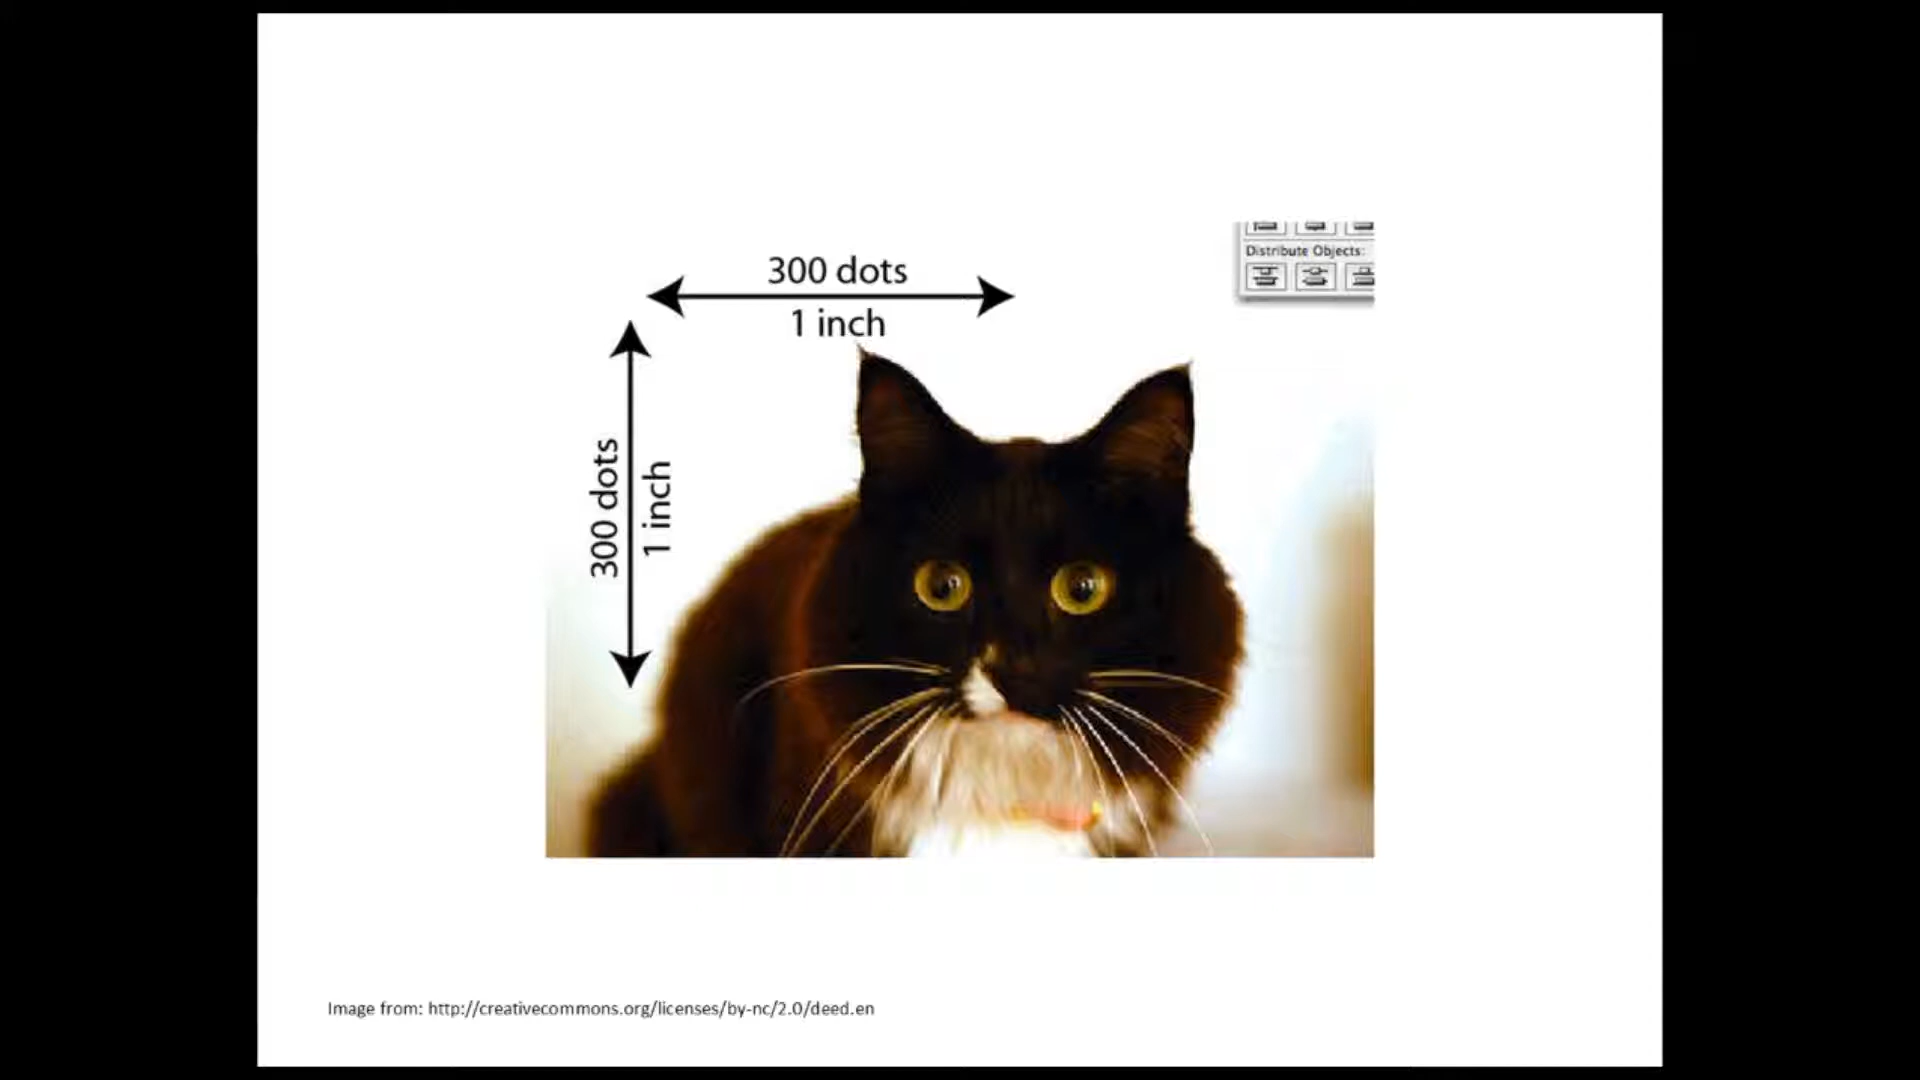 300 dots
1 inch
Distribute Objects:
300 dots
1 inch
Image from: http://creativecommons.org/licenses/by-nc/2.0/deed.en